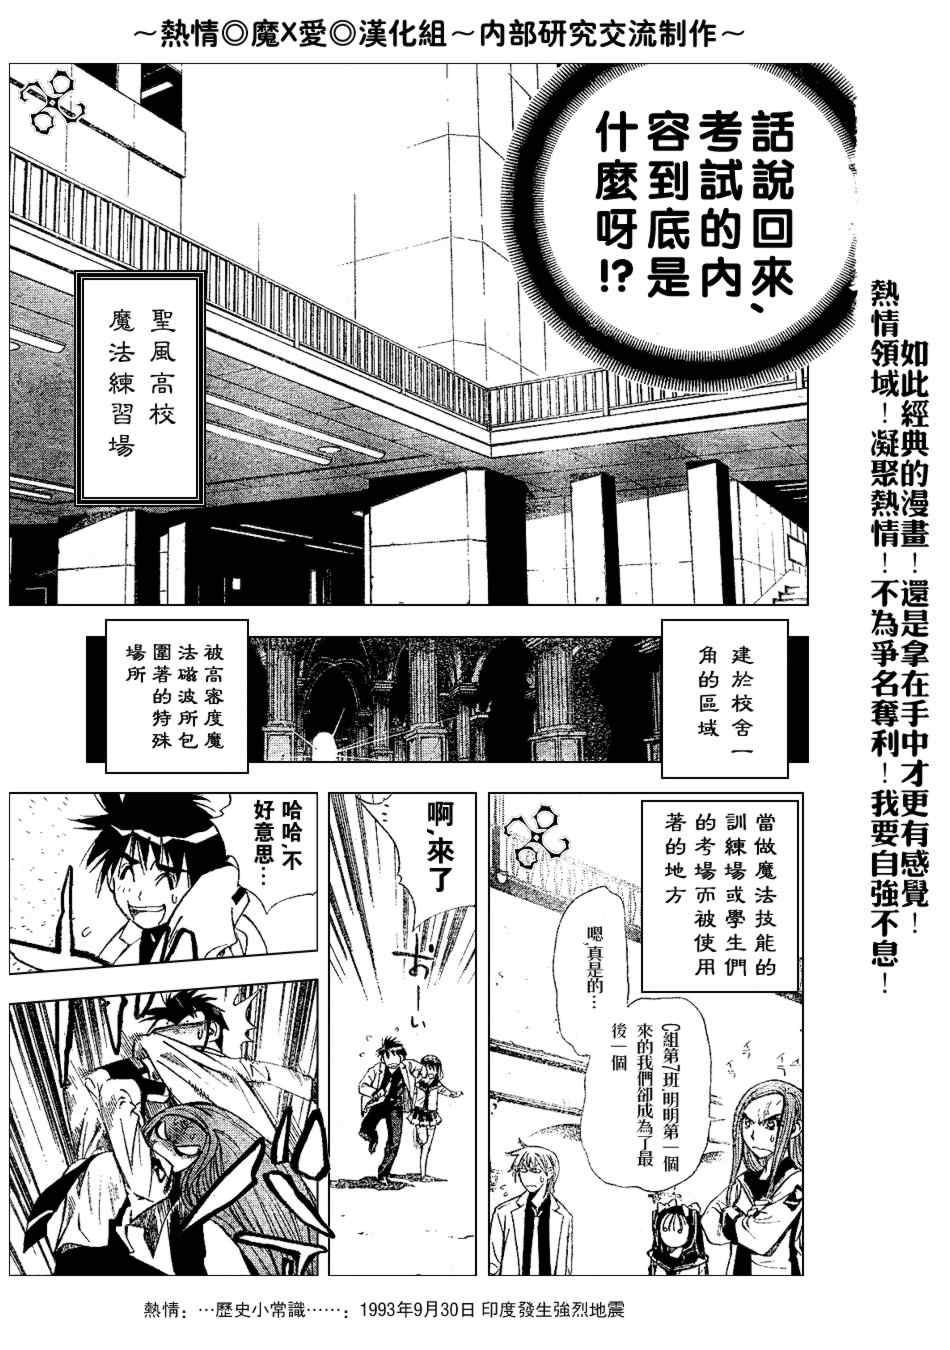 ～熱情◎魔X愛◎漢化組～内部研究交流制作～
話說回來、
考試的内
容到底是
什麼呀!?
聖風高校
魔法練習場
建於校舍一
角的區域
被高密度魔
法磁波所包
圍著的特殊
場所
當做魔法技能的
訓練場或學生們
的考場而被使用
著的地方
嗯,真是的…
C組第7班,明明第一個
來的我們卻成為了最
後一個
啊,來了
おーい
哈哈,不
好意思…
如此經典的漫畫！還是拿在手中才更有感覺！
熱情領域！凝聚熱情！不為爭名奪利！我要自強不息！
熱情：…歷史小常識……：1993年9月30日 印度發生強烈地震